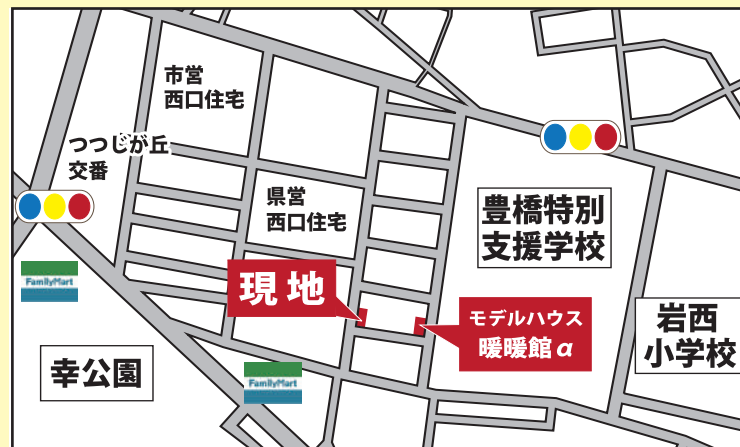 市営
西口住宅
つつじが丘
交番
県営
西口住宅
豊橋特別
支援学校
FamilyMart
現地
モデルハウス
暖暖館α
岩西
小学校
幸公園
FamilyMart